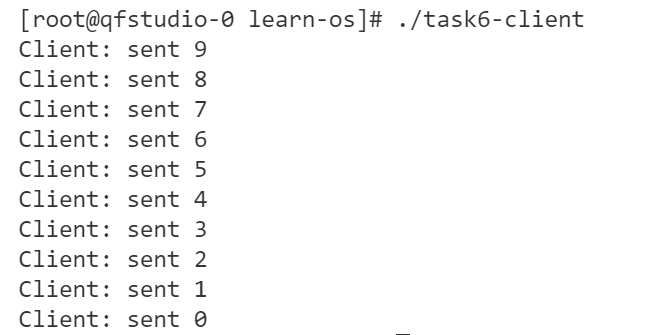 [root@qfstudio-0 learn-os]# ./task6-client
Client: sent 9
Client: sent 8
Client: sent 7
Client: sent 6
Client: sent 5
Client: sent 4
Client: sent 3
Client: sent 2
Client: sent 1
Client: sent 0